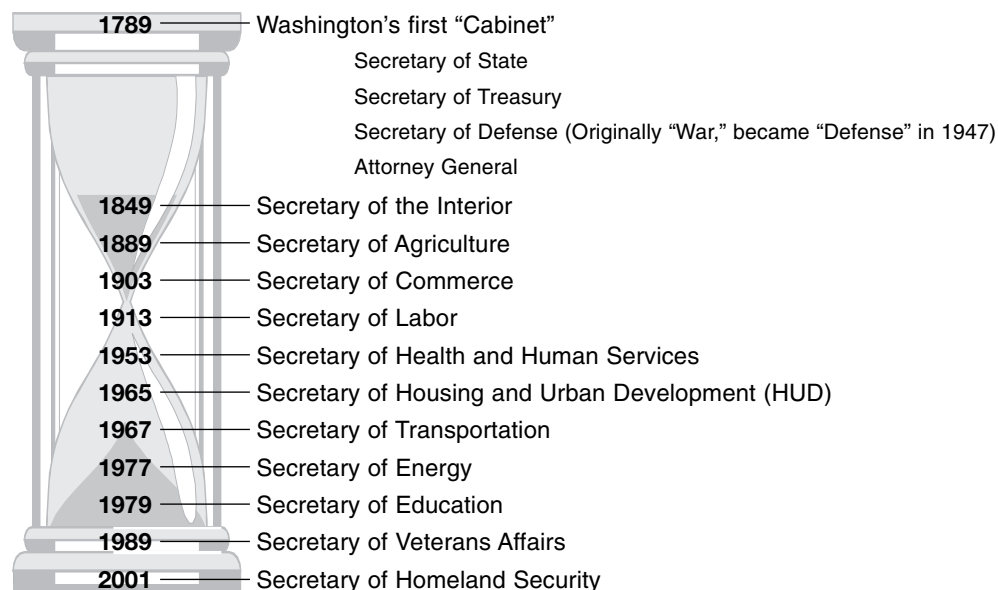 1789 Washington’s first “Cabinet”
Secretary of State
Secretary of Treasury
Secretary of Defense (Originally “War,” became “Defense” in 1947)
Attorney General
1849 Secretary of the Interior
1889 Secretary of Agriculture
1903 Secretary of Commerce
1913 Secretary of Labor
1953 Secretary of Health and Human Services
1965 Secretary of Housing and Urban Development (HUD)
1967 Secretary of Transportation
1977 Secretary of Energy
1979 Secretary of Education
1989 Secretary of Veterans Affairs
2001 Secretary of Homeland Security